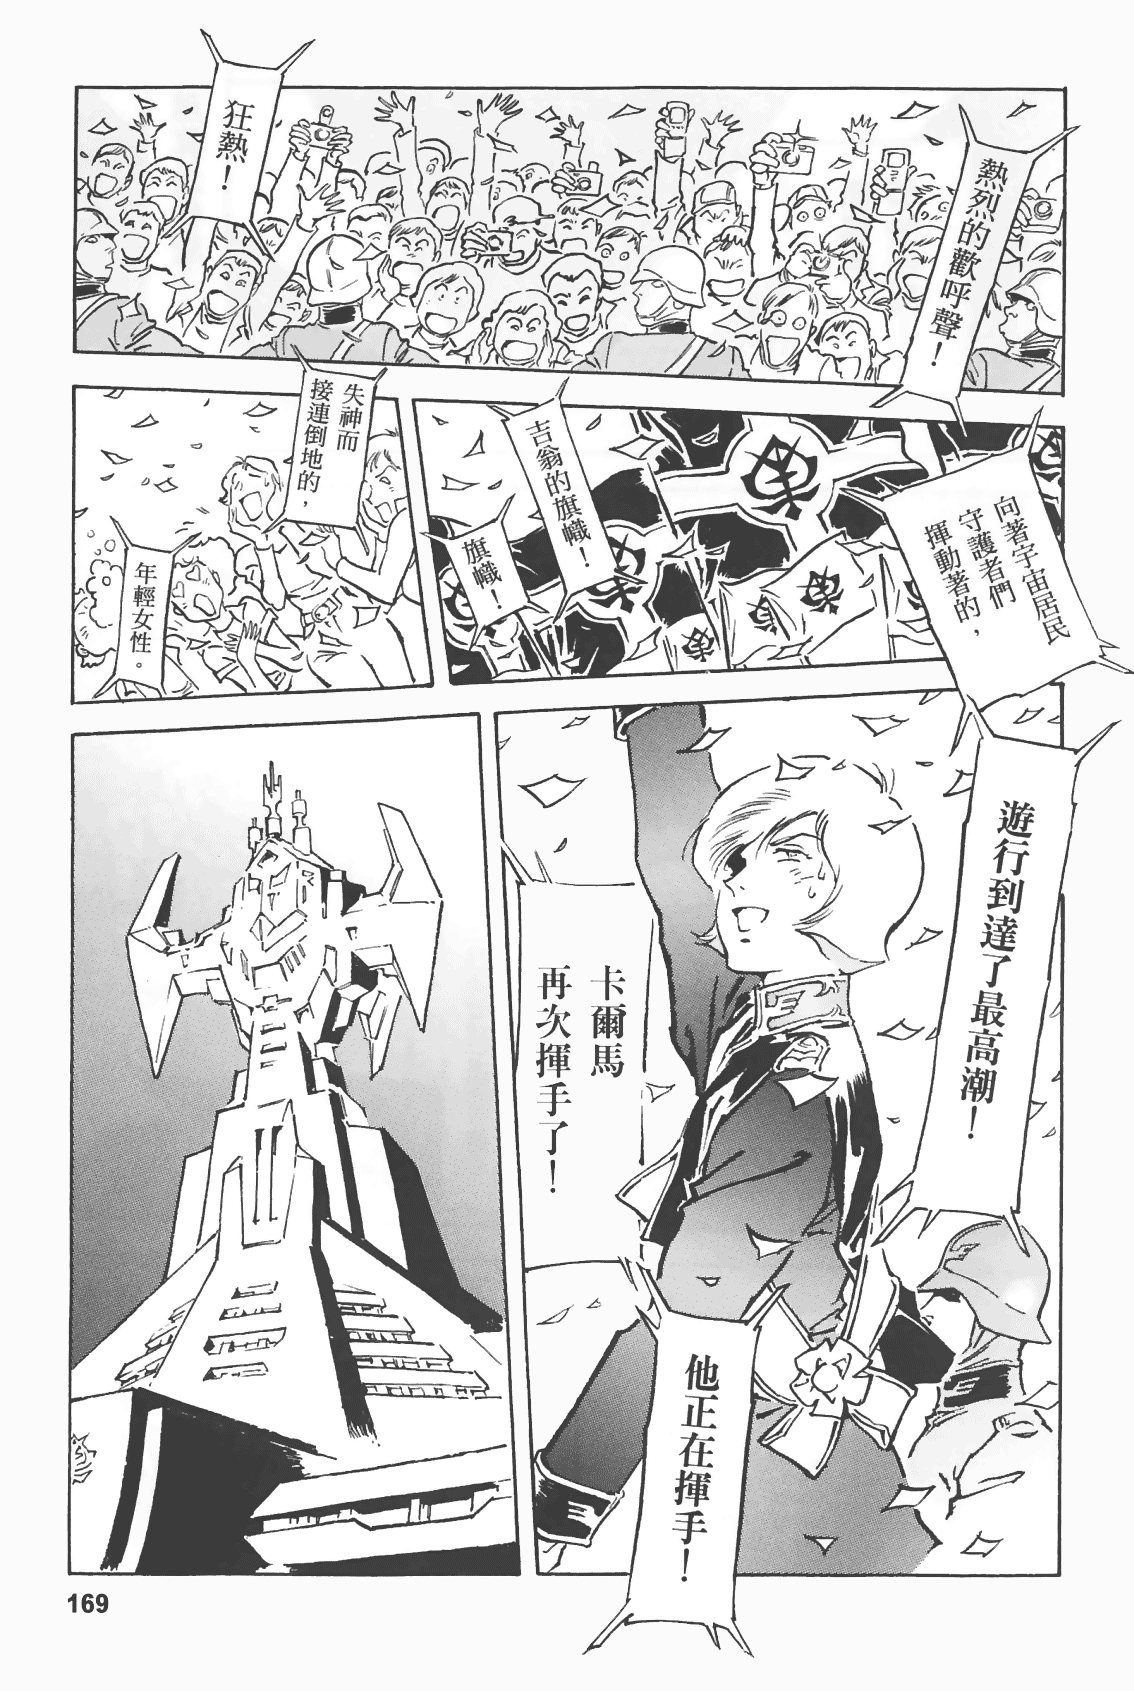 熱烈的歡呼聲！
狂熱！
向著宇宙居民
守護者們
揮動著的，
吉翁的旗幟！
旗幟！
失神而
接連倒地的，
年輕女性。
遊行到達了最高潮！
卡爾馬
再次揮手了！
他正在揮手！
169